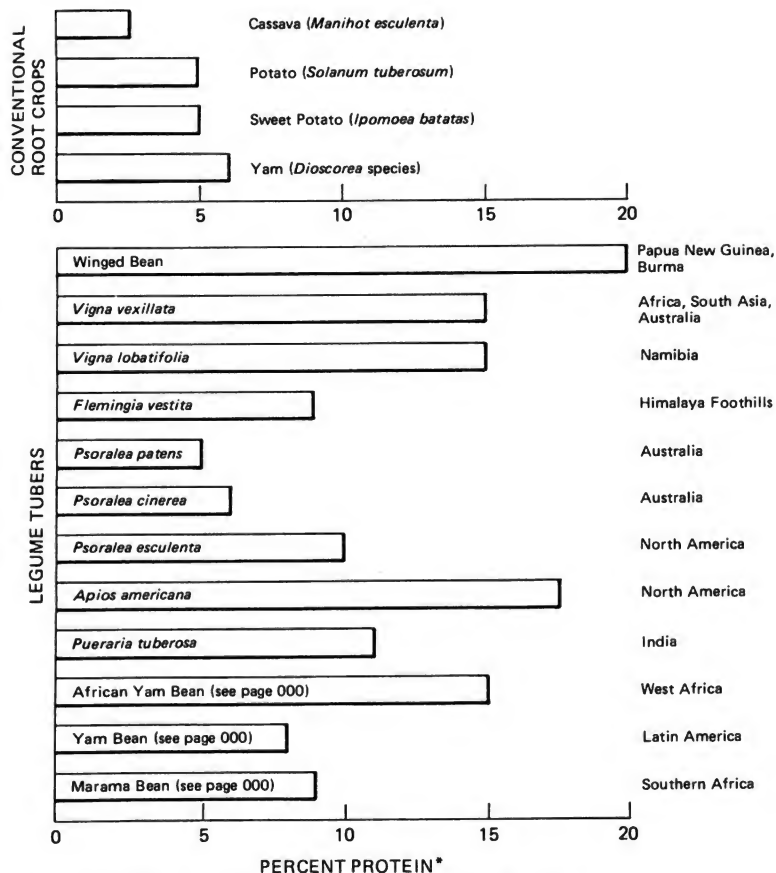 CONVENTIONAL
ROOT CROPS
Cassava (Manihot esculenta)
Potato (Solanum tuberosum)
Sweet Potato (Ipomoea batatas)
Yam (Dioscorea species)
0 5 10 15 20
LEGUME TUBERS
Winged Bean
Papua New Guinea,
Burma
Vigna vexillata
Africa, South Asia,
Australia
Vigna lobatifolia
Namibia
Flemingia vestita
Himalaya Foothills
Psoralea patens
Australia
Psoralea cinerea
Australia
Psoralea esculenta
North America
Apios americana
North America
Pueraria tuberosa
India
African Yam Bean (see page 000)
West Africa
Yam Bean (see page 000)
Latin America
Marama Bean (see page 000)
Southern Africa
0 5 10 15 20
PERCENT PROTEIN*